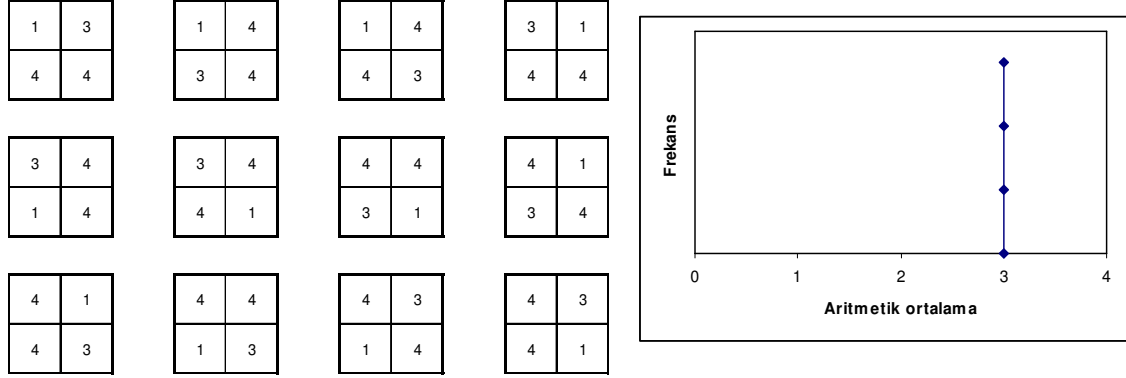 1 3 1 4 1 4 3 1
4 4 3 4 4 3 4 4
3 4 3 4 4 4 4 1
1 4 4 1 3 1 3 4
4 1 4 4 4 3 4 3
4 3 1 3 1 4 4 1
Frekans
0 1 2 3 4
Aritmetik ortalama